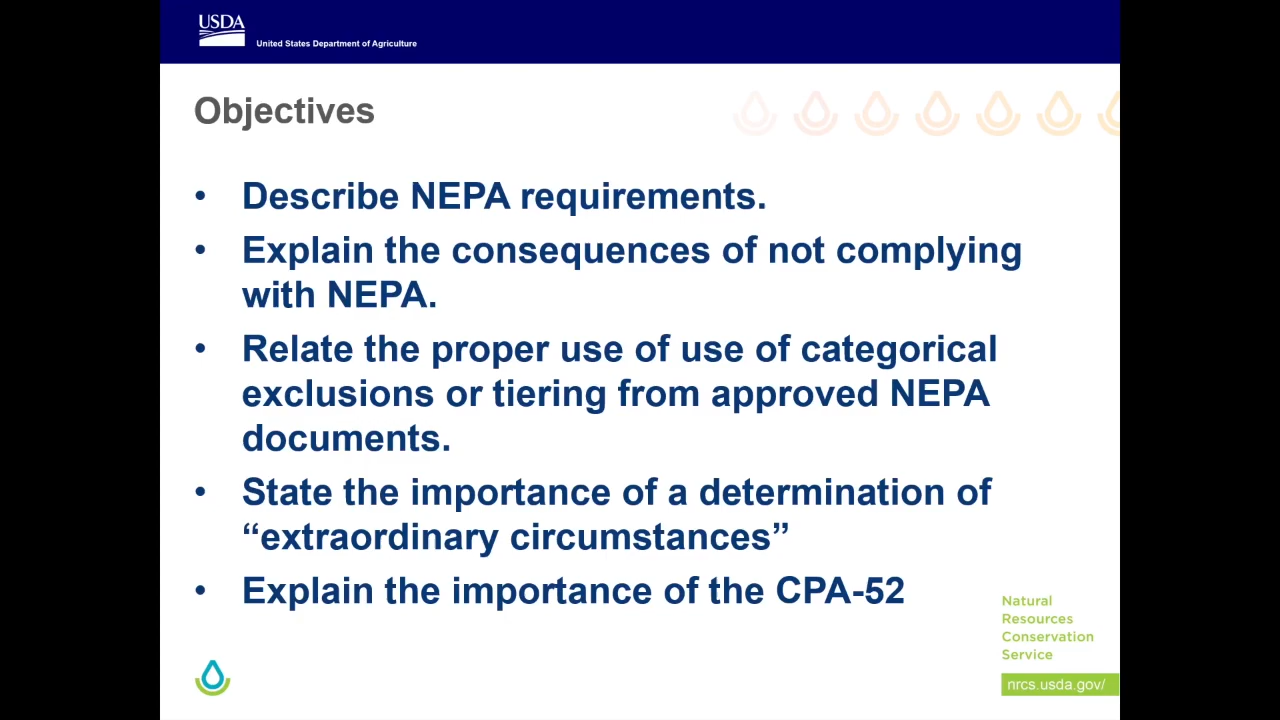 USDA
United States Department of Agriculture
Objectives
• Describe NEPA requirements.
• Explain the consequences of not complying
with NEPA.
• Relate the proper use of use of categorical
exclusions or tiering from approved NEPA
documents.
• State the importance of a determination of
“extraordinary circumstances”
• Explain the importance of the CPA-52
Natural
Resources
Conservation
Service
nrcs.usda.gov/